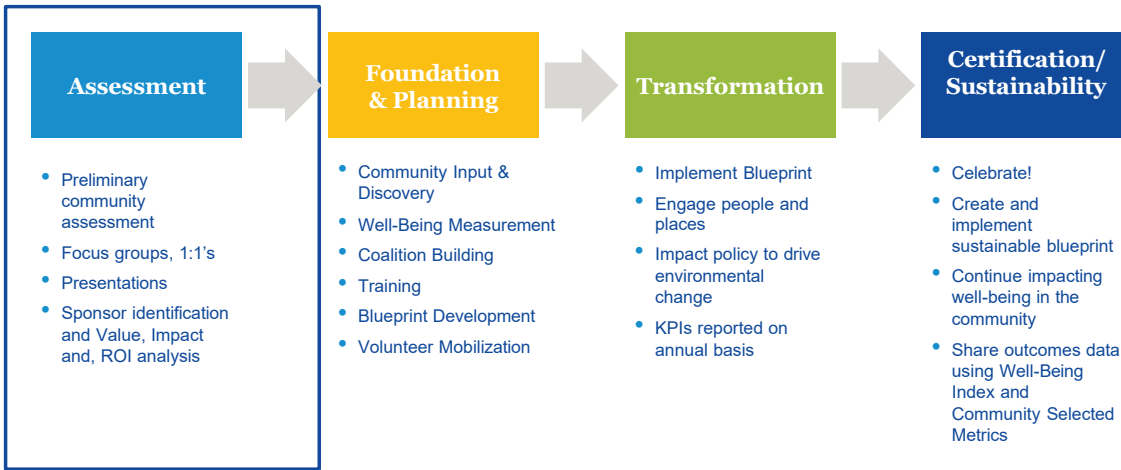 Assessment
• Preliminary
community
assessment
• Focus groups, 1:1's
• Presentations
• Sponsor identification
and Value, Impact
and, ROI analysis
Foundation
& Planning
• Community Input &
Discovery
• Well-Being Measurement
• Coalition Building
• Training
• Blueprint Development
• Volunteer Mobilization
Transformation
• Implement Blueprint
• Engage people and
places
• Impact policy to drive
environmental
change
• KPIs reported on
annual basis
Certification/
Sustainability
• Celebrate!
• Create and
implement
sustainable blueprint
• Continue impacting
well-being in the
community
• Share outcomes data
using Well-Being
Index and
Community Selected
Metrics